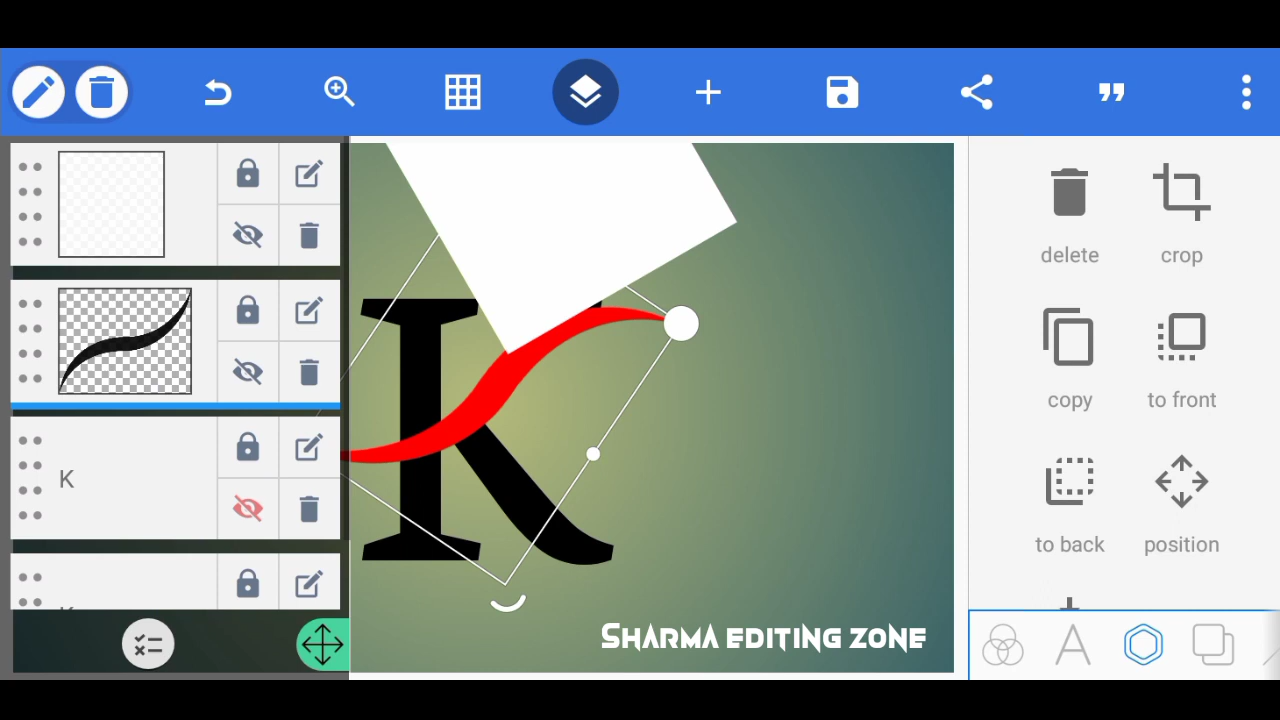 delete
crop
copy
to front
K
to back
position
K
SHARMA EDITING ZONE